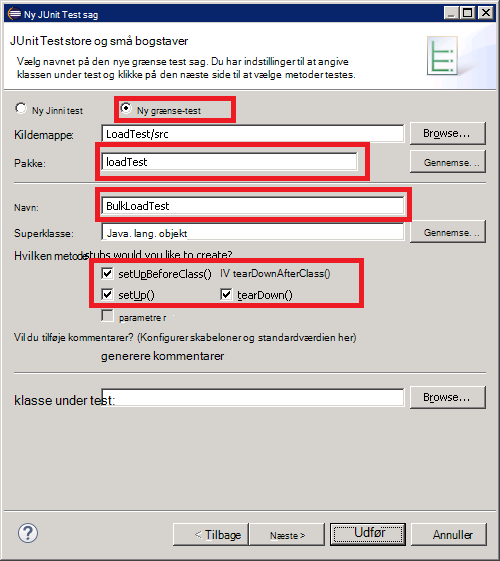 Ny JUnit Test sag
JUnit Test store og små bogstaver
Vælg navnet på den nye grænse test sag. Du har indstillinger til at angive
klassen under test og klikke på den næste side til at vælge metoder testes.
Ny Jinni test
Ny grænse-test
Kildemappe:
LoadTest/src
Browse...
Pakke:
loadTest
Gennemse. ..
Navn:
BulkLoadTest
Superklasse:
Java. lang. objekt
Gennemse. ..
Hvilken metode stubs would you like to create?
setUpBeforeClass()
IV tearDownAfterClass()
setUp()
tearDown()
parametre r
Vil du tilføje kommentarer? (Konfigurer skabeloner og standardværdien her)
generere kommentarer
klasse under test:
Browse...
?
< Tilbage
Næste >
Udfør
Annuller